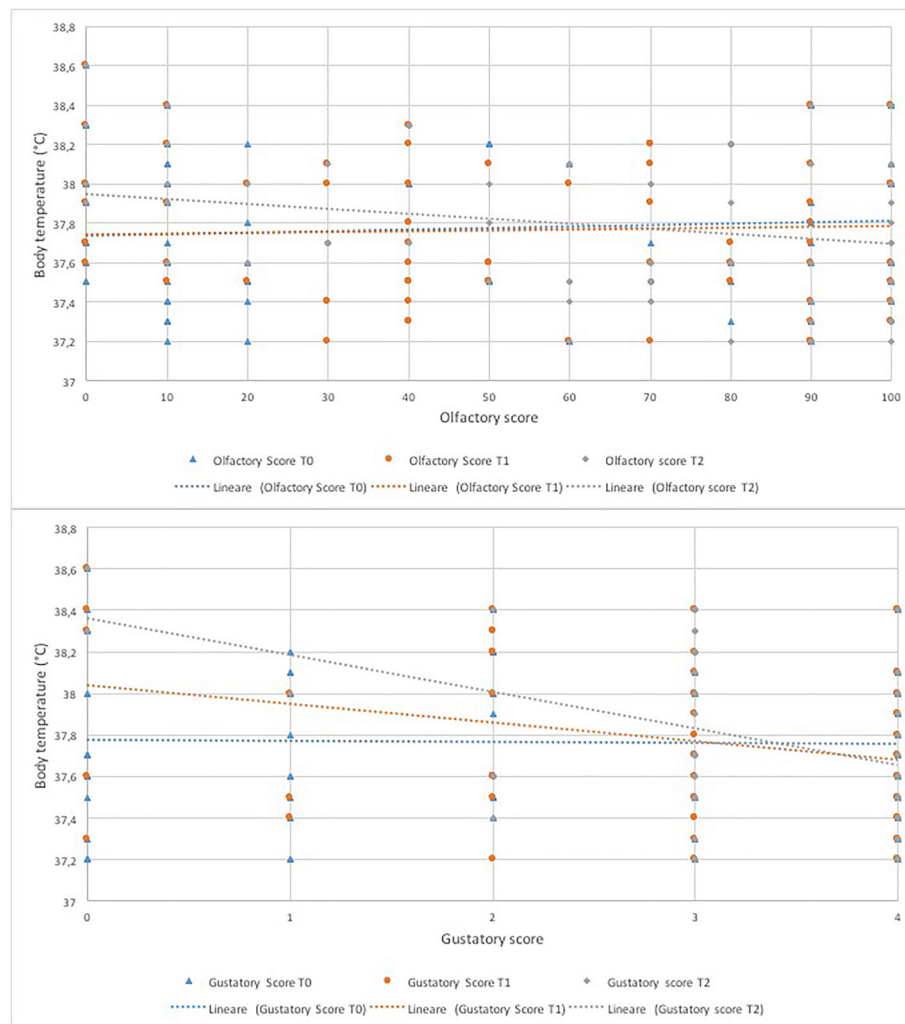 38,8
38,6
38,4
38,2
38
37,8
37,6
37,4
37,2
37
Body temperature (°C)
0 10 20 30 40 50 60 70 80 90 100
Olfactory score
Olfactory Score T0 Olfactory Score T1 Olfactory score T2
Lineare (Olfactory Score T0) Lineare (Olfactory Score T1) Lineare (Olfactory score T2)
38,8
38,6
38,4
38,2
38
37,8
37,6
37,4
37,2
37
Body temperature (°C)
0 1 2 3 4
Gustatory score
Gustatory Score T0 Gustatory Score T1 Gustatory score T2
Lineare (Gustatory Score T0) Lineare (Gustatory Score T1) Lineare (Gustatory score T2)